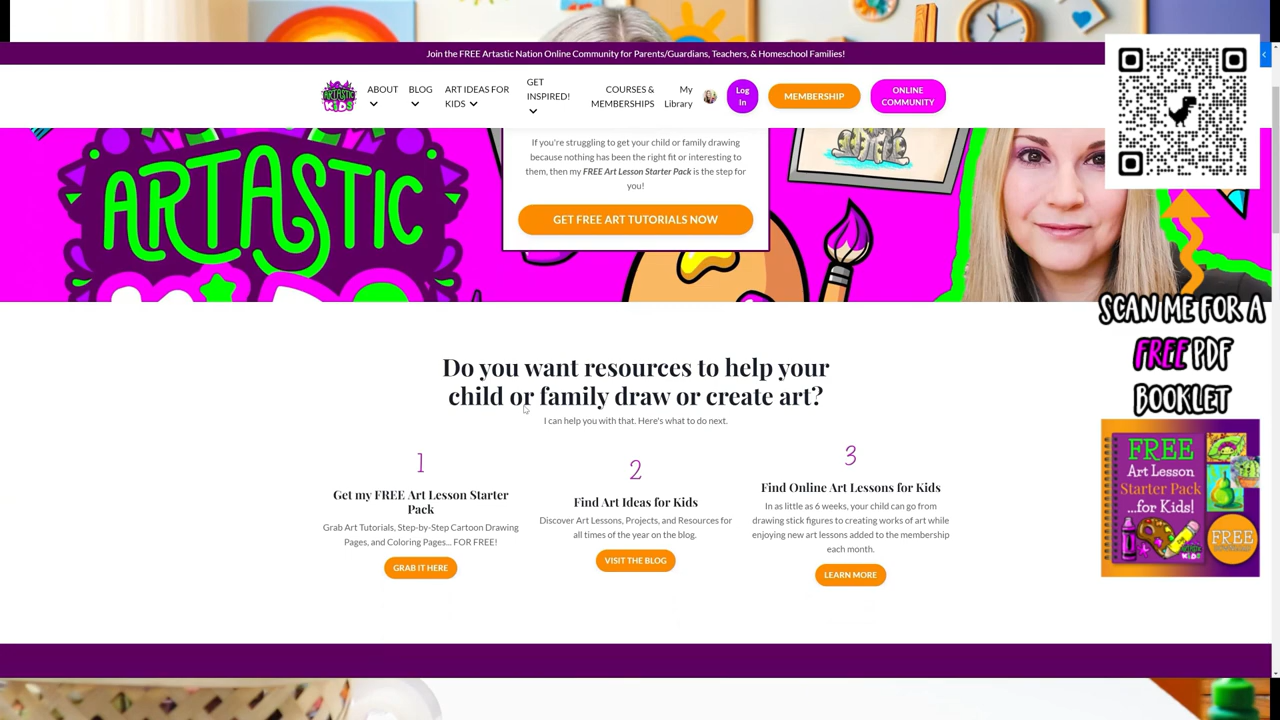 Join the FREE Artastic Nation Online Community for Parents/Guardians, Teachers, & Homeschool Families!
ARTASTIC
KIDS
ABOUT
BLOG
ART IDEAS FOR
KIDS
GET
INSPIRED!
COURSES &
MEMBERSHIPS
My
Library
Log
In
MEMBERSHIP
ONLINE
COMMUNITY
ARTASTIC
If you're struggling to get your child or family drawing
because nothing has been the right fit or interesting to
them, then my FREE Art Lesson Starter Pack is the step for
you!
GET FREE ART TUTORIALS NOW
Do you want resources to help your
child or family draw or create art?
I can help you with that. Here's what to do next.
1
Get my FREE Art Lesson Starter
Pack
Grab Art Tutorials, Step-by-Step Cartoon Drawing
Pages, and Coloring Pages... FOR FREE!
GRAB IT HERE
2
Find Art Ideas for Kids
Discover Art Lessons, Projects, and Resources for
all times of the year on the blog.
VISIT THE BLOG
3
Find Online Art Lessons for Kids
In as little as 6 weeks, your child can go from
drawing stick figures to creating works of art while
enjoying new art lessons added to the membership
each month.
LEARN MORE
SCAN ME FOR A
FREE PDF
BOOKLET
FREE
Art Lesson
Starter Pack
...for Kids!
FREE